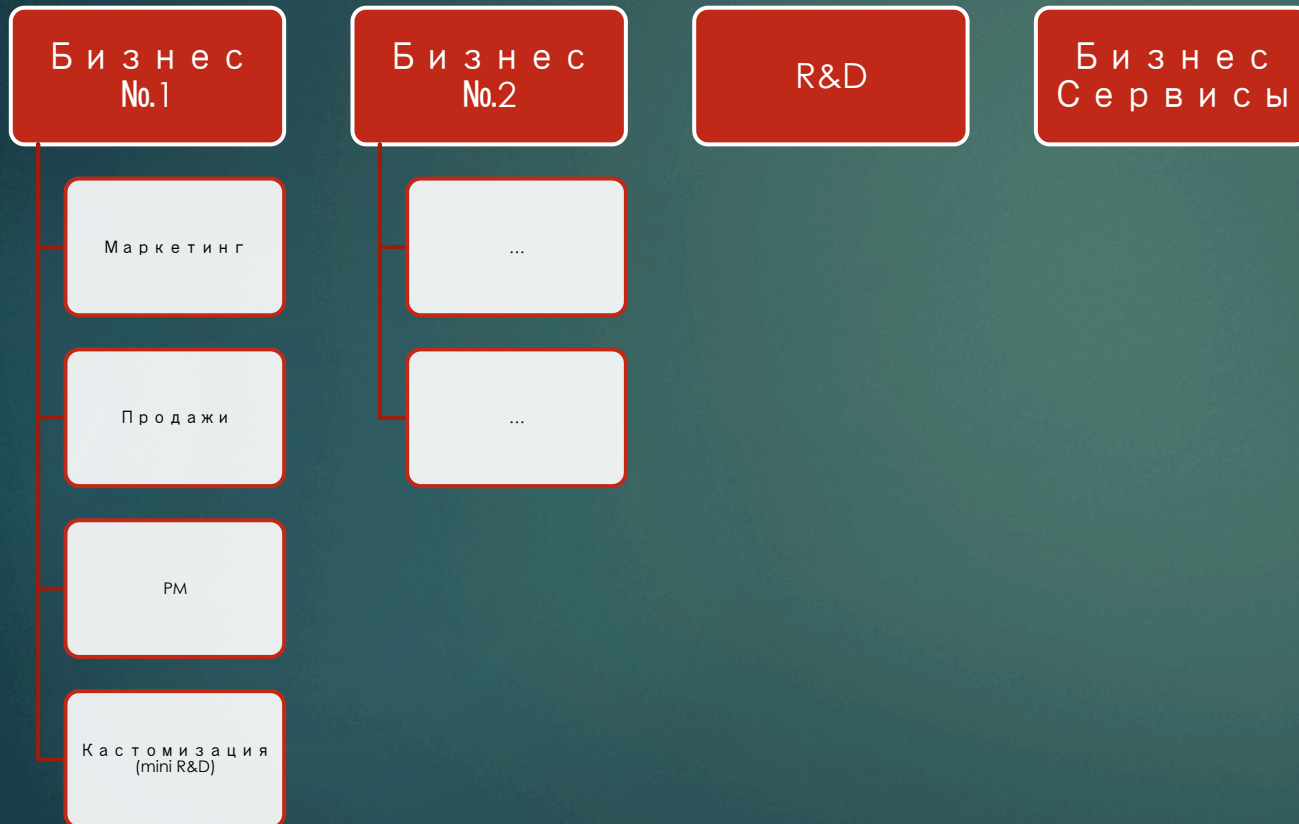 Бизнес
№.1
Бизнес
№.2
R&D
Бизнес
Сервисы
Маркетинг
...
Продажи
...
PM
Кастомизация
(mini R&D)